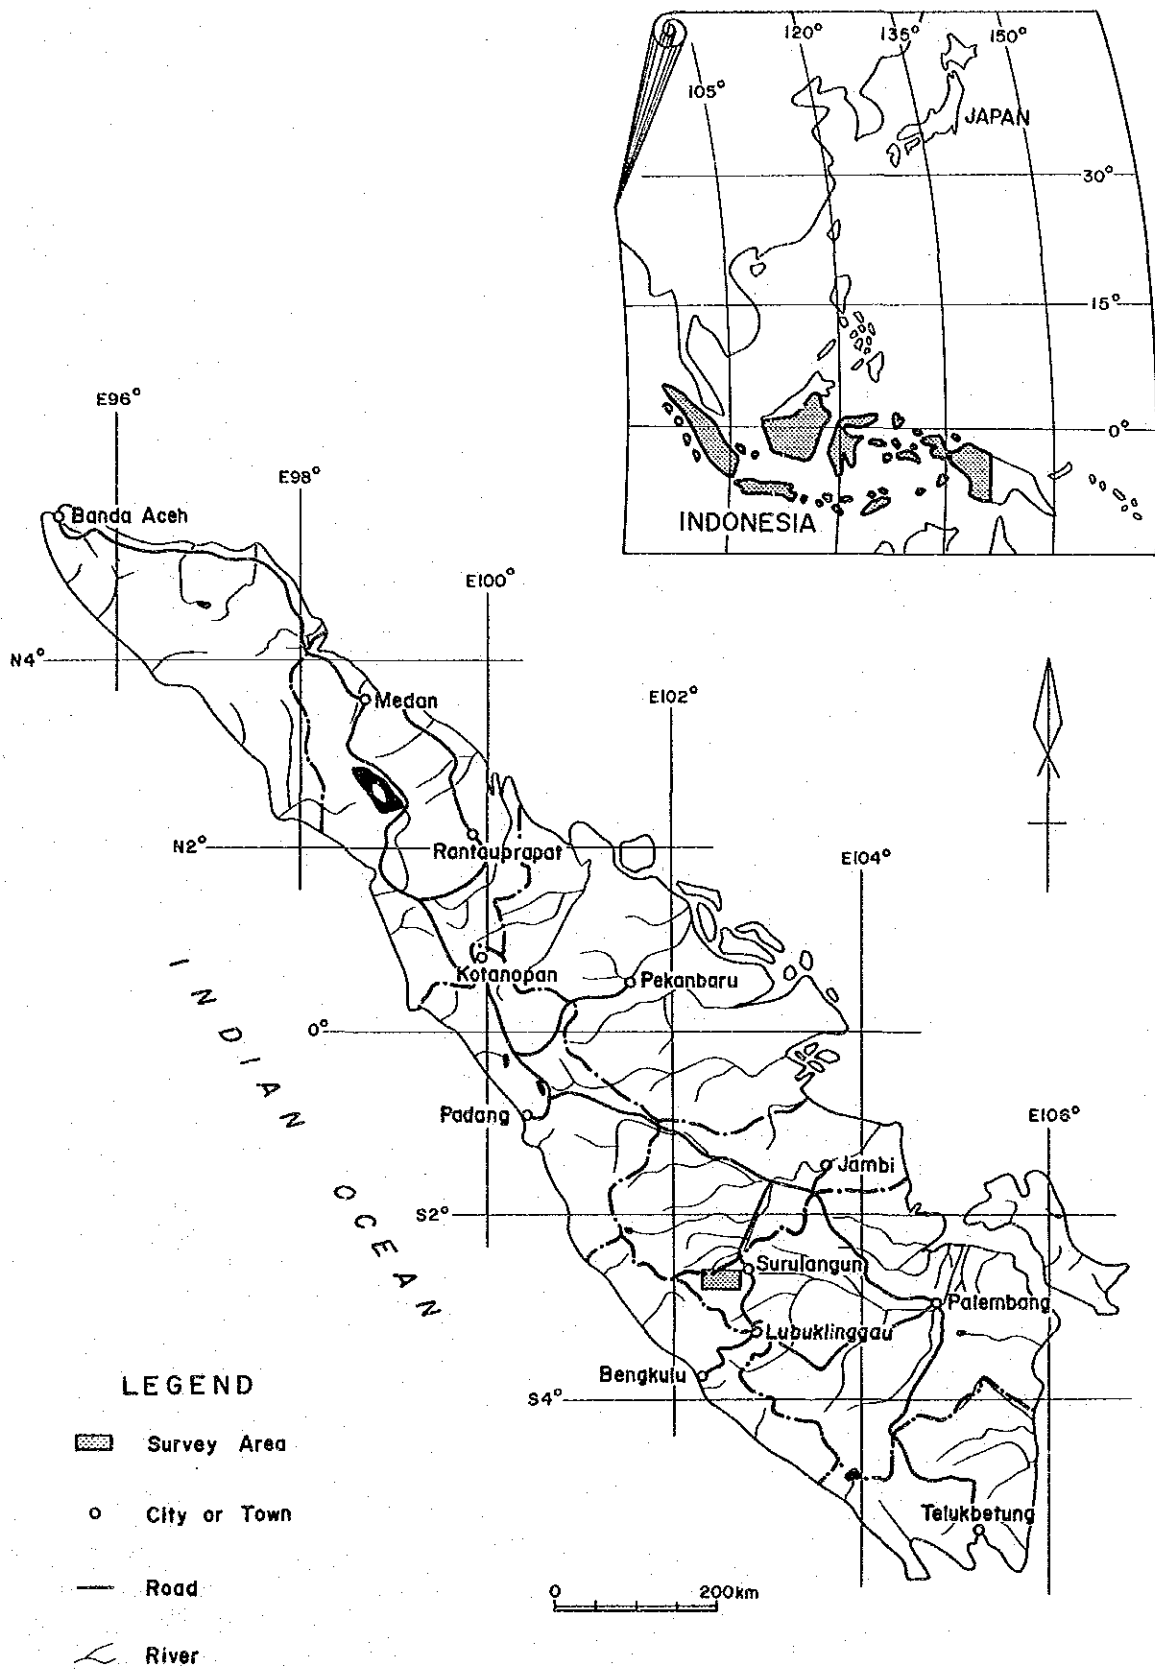 120°
135°
150°
105°
JAPAN
30°
15°
0°
INDONESIA
E96°
E98°
Banda Aceh
E100°
N4°
E102°
Medan
N2°
Rantauprapat
E104°
Kotanopan
Pekanbaru
0°
INDIAN OCEAN
Padang
E106°
Jambi
S2°
Surulangun
Palembang
Lubuklinggau
Bengkulu
S4°
LEGEND
Survey Area
City or Town
Road
River
Telukbetung
0 200km